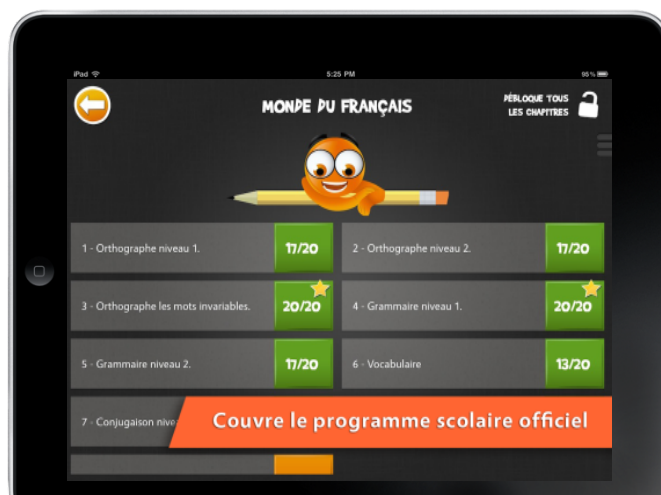 iPad
5:25 PM
95 %
MONDE DU FRANÇAIS
DÉBLOQUE TOUS
LES CHAPITRES
1 - Orthographe niveau 1.
17/20
2 - Orthographe niveau 2.
17/20
3 - Orthographe les mots invariables.
20/20
4 - Grammaire niveau 1.
20/20
5 - Grammaire niveau 2.
17/20
6 - Vocabulaire
13/20
7 - Conjugaison nive
Couvre le programme scolaire officiel